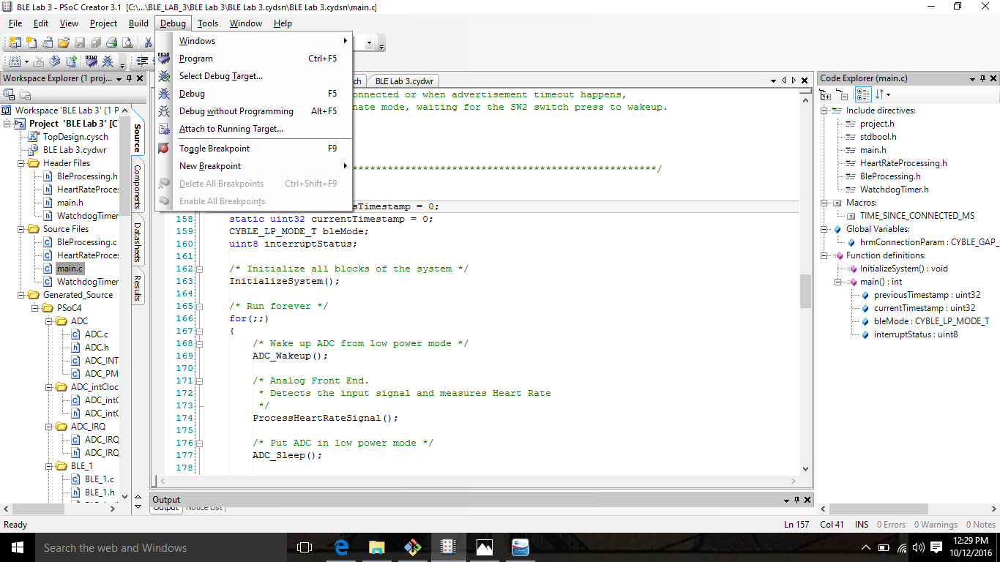 BLE Lab 3 - PSoC Creator 3.1 [C:\...\BLE_LAB_3\BLE Lab 3\BLE Lab 3.cydsn\BLE Lab 3.cydsn\main.c]
File Edit View Project Build Debug Tools Window Help
Windows
Program Ctrl+F5
Select Debug Target...
Debug F5
Debug without Programming Alt+F5
Attach to Running Target...
Toggle Breakpoint F9
New Breakpoint
Delete All Breakpoints Ctrl+Shift+F9
Enable All Breakpoints
Workspace Explorer (1 proj...
Workspace 'BLE Lab 3' (1 P
Project 'BLE Lab 3' [C
TopDesign.cysch
BLE Lab 3.cydwr
Header Files
BleProcessing.h
HeartRateProces
main.h
WatchdogTimer
Source Files
BleProcessing.c
HeartRateProces
main.c
WatchdogTimer
Generated_Source
PSoC4
ADC
ADC.c
ADC.h
ADC_INT
ADC_PM
ADC_intCloc
ADC_intC
ADC_intC
ADC_IRQ
ADC_IRQ
ADC_IRQ
BLE_1
BLE_1.c
BLE_1.h
Source
Components
Datasheets
Results
ch BLE Lab 3.cydwr
onnected or when advertisement timeout happens,
nate mode, waiting for the SW2 switch press to wakeup.
****************************************************/
sTimestamp = 0;
158 static uint32 currentTimestamp = 0;
159 CYBLE_LP_MODE_T bleMode;
160 uint8 interruptStatus;
161
162 /* Initialize all blocks of the system */
163 InitializeSystem();
164
165 /* Run forever */
166 for(;;)
167 {
168 /* Wake up ADC from low power mode */
169 ADC_Wakeup();
170
171 /* Analog Front End.
172 * Detects the input signal and measures Heart Rate
173 */
174 ProcessHeartRateSignal();
175
176 /* Put ADC in low power mode */
177 ADC_Sleep();
178
Output
Output Notice List
Code Explorer (main.c)
Include directives:
project.h
stdbool.h
main.h
HeartRateProcessing.h
BleProcessing.h
WatchdogTimer.h
Macros:
TIME_SINCE_CONNECTED_MS
Global Variables:
hrmConnectionParam : CYBLE_GAP_
Function definitions:
InitializeSystem() : void
main() : int
previousTimestamp : uint32
currentTimestamp : uint32
bleMode : CYBLE_LP_MODE_T
interruptStatus : uint8
Ready Ln 157 Col 41 INS 0 Errors 0 Warnings 0 Notes
Search the web and Windows
12:29 PM
10/12/2016